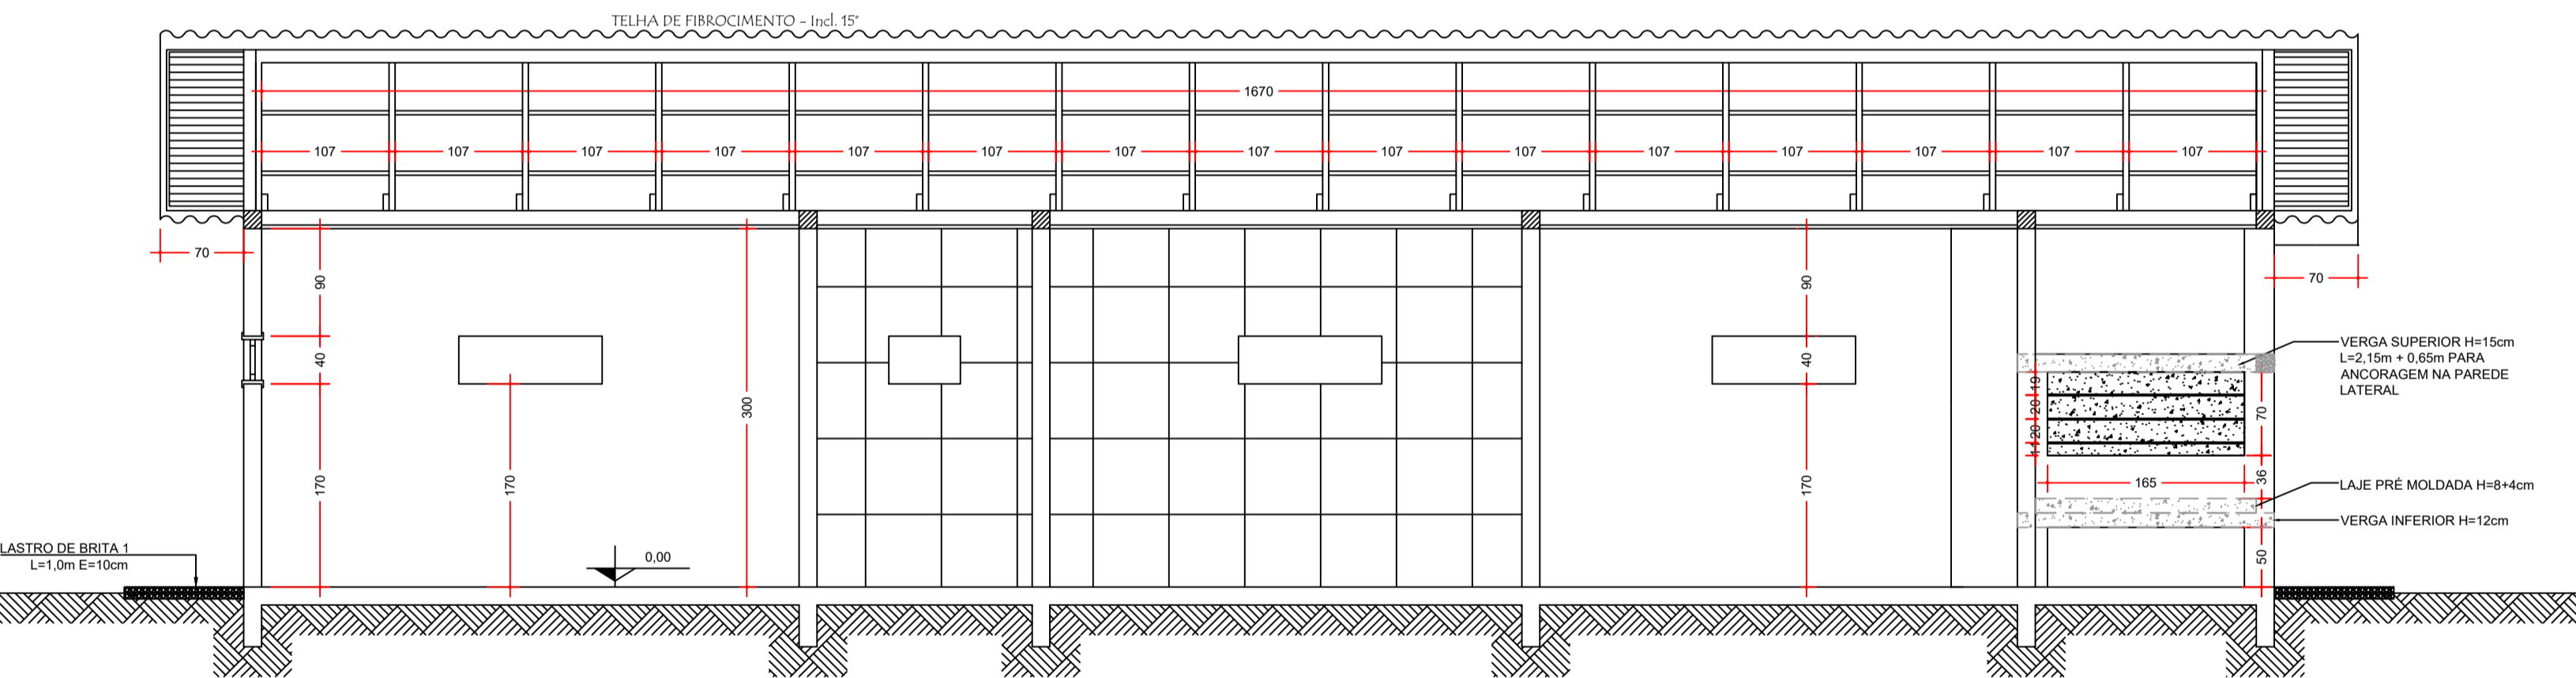 TELHA DE FIBROCIMENTO - Incl. 15°
1670
107 107 107 107 107 107 107 107 107 107 107 107 107 107 107
70
70
90
40
170
170
300
90
40
170
0,00
LASTRO DE BRITA 1
L=1,0m E=10cm
19
20
20
11
70
36
50
165
VERGA SUPERIOR H=15cm
L=2,15m + 0,65m PARA
ANCORAGEM NA PAREDE
LATERAL
LAJE PRÉ MOLDADA H=8+4cm
VERGA INFERIOR H=12cm